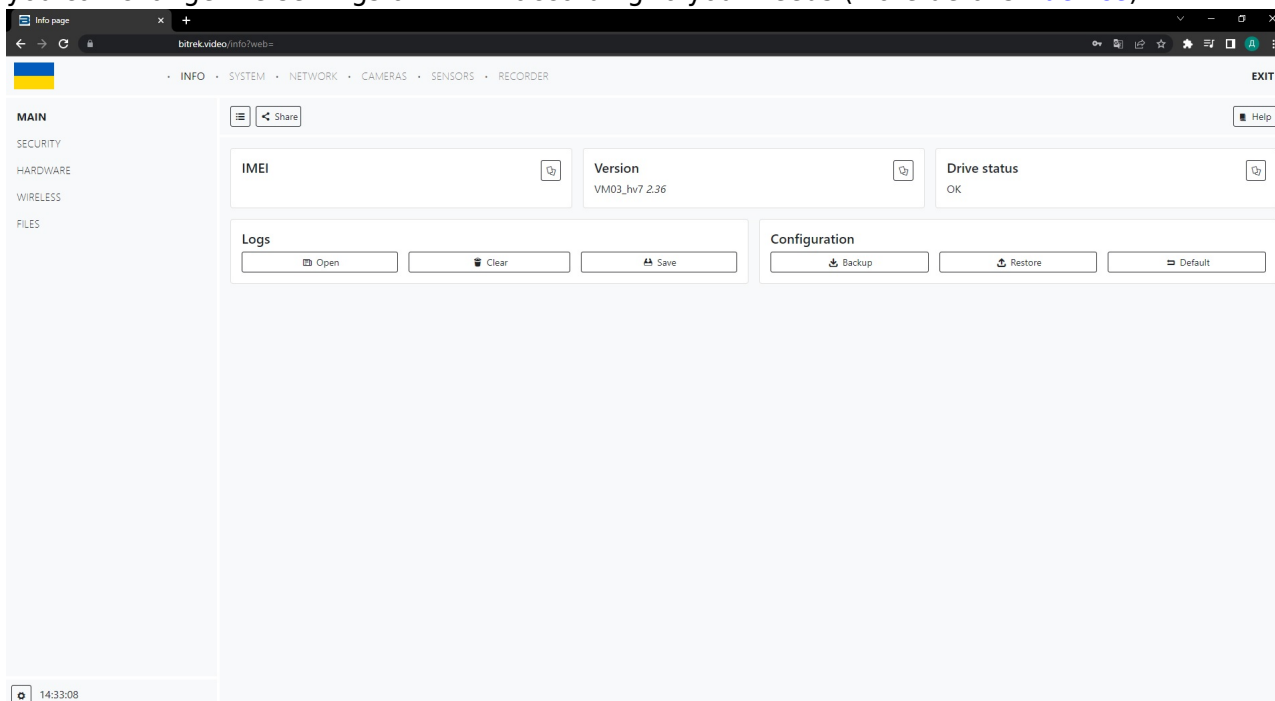 Info page
bitrek.video/info?web=
Д
· INFO · SYSTEM · NETWORK · CAMERAS · SENSORS · RECORDER
EXIT
MAIN
SECURITY
HARDWARE
WIRELESS
FILES
Share
Help
IMEI
Version
VM03_hv7 2.36
Drive status
OK
Logs
Open
Clear
Save
Configuration
Backup
Restore
Default
14:33:08